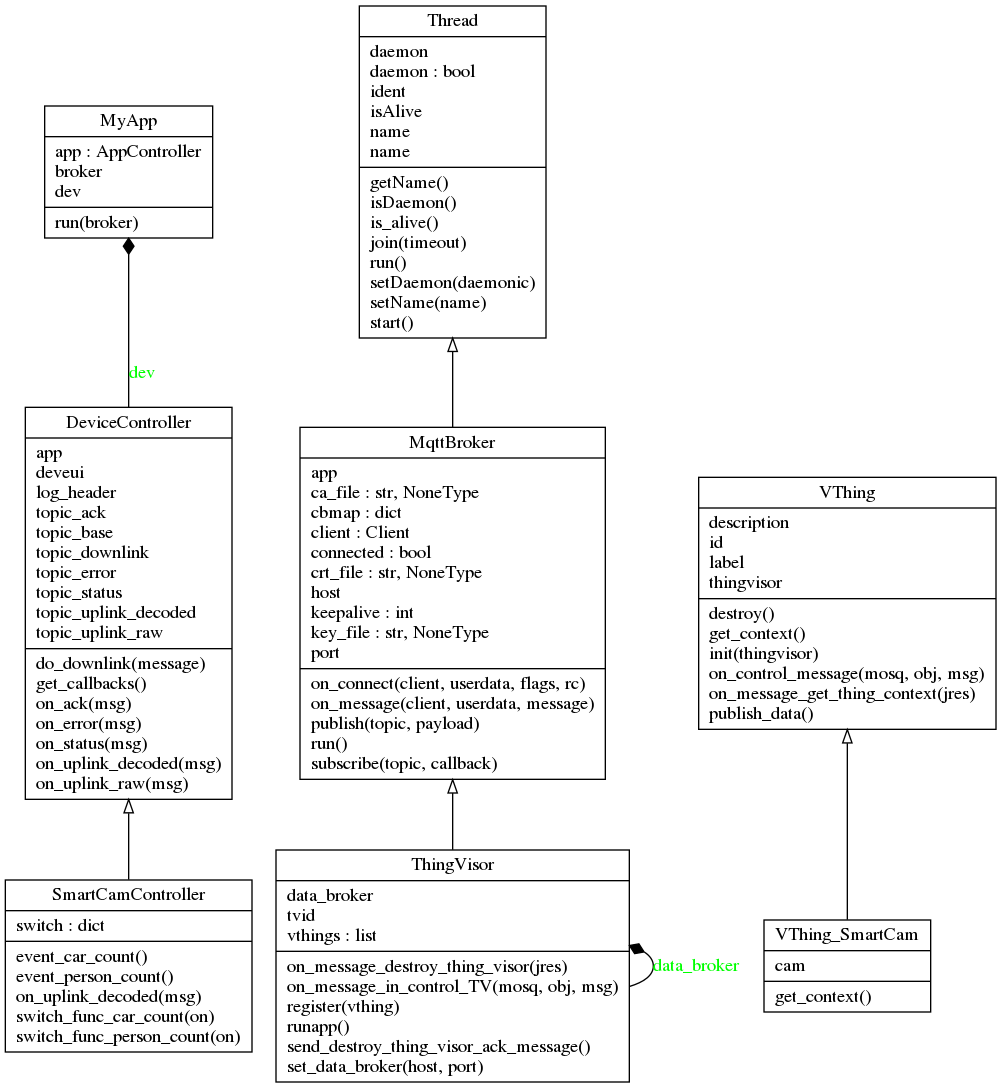 MyApp
app : AppController
broker
dev
run(broker)
dev
DeviceController
app
deveui
log_header
topic_ack
topic_base
topic_downlink
topic_error
topic_status
topic_uplink_decoded
topic_uplink_raw
do_downlink(message)
get_callbacks()
on_ack(msg)
on_error(msg)
on_status(msg)
on_uplink_decoded(msg)
on_uplink_raw(msg)
SmartCamController
switch : dict
event_car_count()
event_person_count()
on_uplink_decoded(msg)
switch_func_car_count(on)
switch_func_person_count(on)
Thread
daemon
daemon : bool
ident
isAlive
name
name
getName()
isDaemon()
is_alive()
join(timeout)
run()
setDaemon(daemonic)
setName(name)
start()
MqttBroker
app
ca_file : str, NoneType
cbmap : dict
client : Client
connected : bool
crt_file : str, NoneType
host
keepalive : int
key_file : str, NoneType
port
on_connect(client, userdata, flags, rc)
on_message(client, userdata, message)
publish(topic, payload)
run()
subscribe(topic, callback)
ThingVisor
data_broker
tvid
vthings : list
on_message_destroy_thing_visor(jres)
on_message_in_control_TV(mosq, obj, msg)
register(vthing)
runapp()
send_destroy_thing_visor_ack_message()
set_data_broker(host, port)
data_broker
VThing
description
id
label
thingvisor
destroy()
get_context()
init(thingvisor)
on_control_message(mosq, obj, msg)
on_message_get_thing_context(jres)
publish_data()
VThing_SmartCam
cam
get_context()